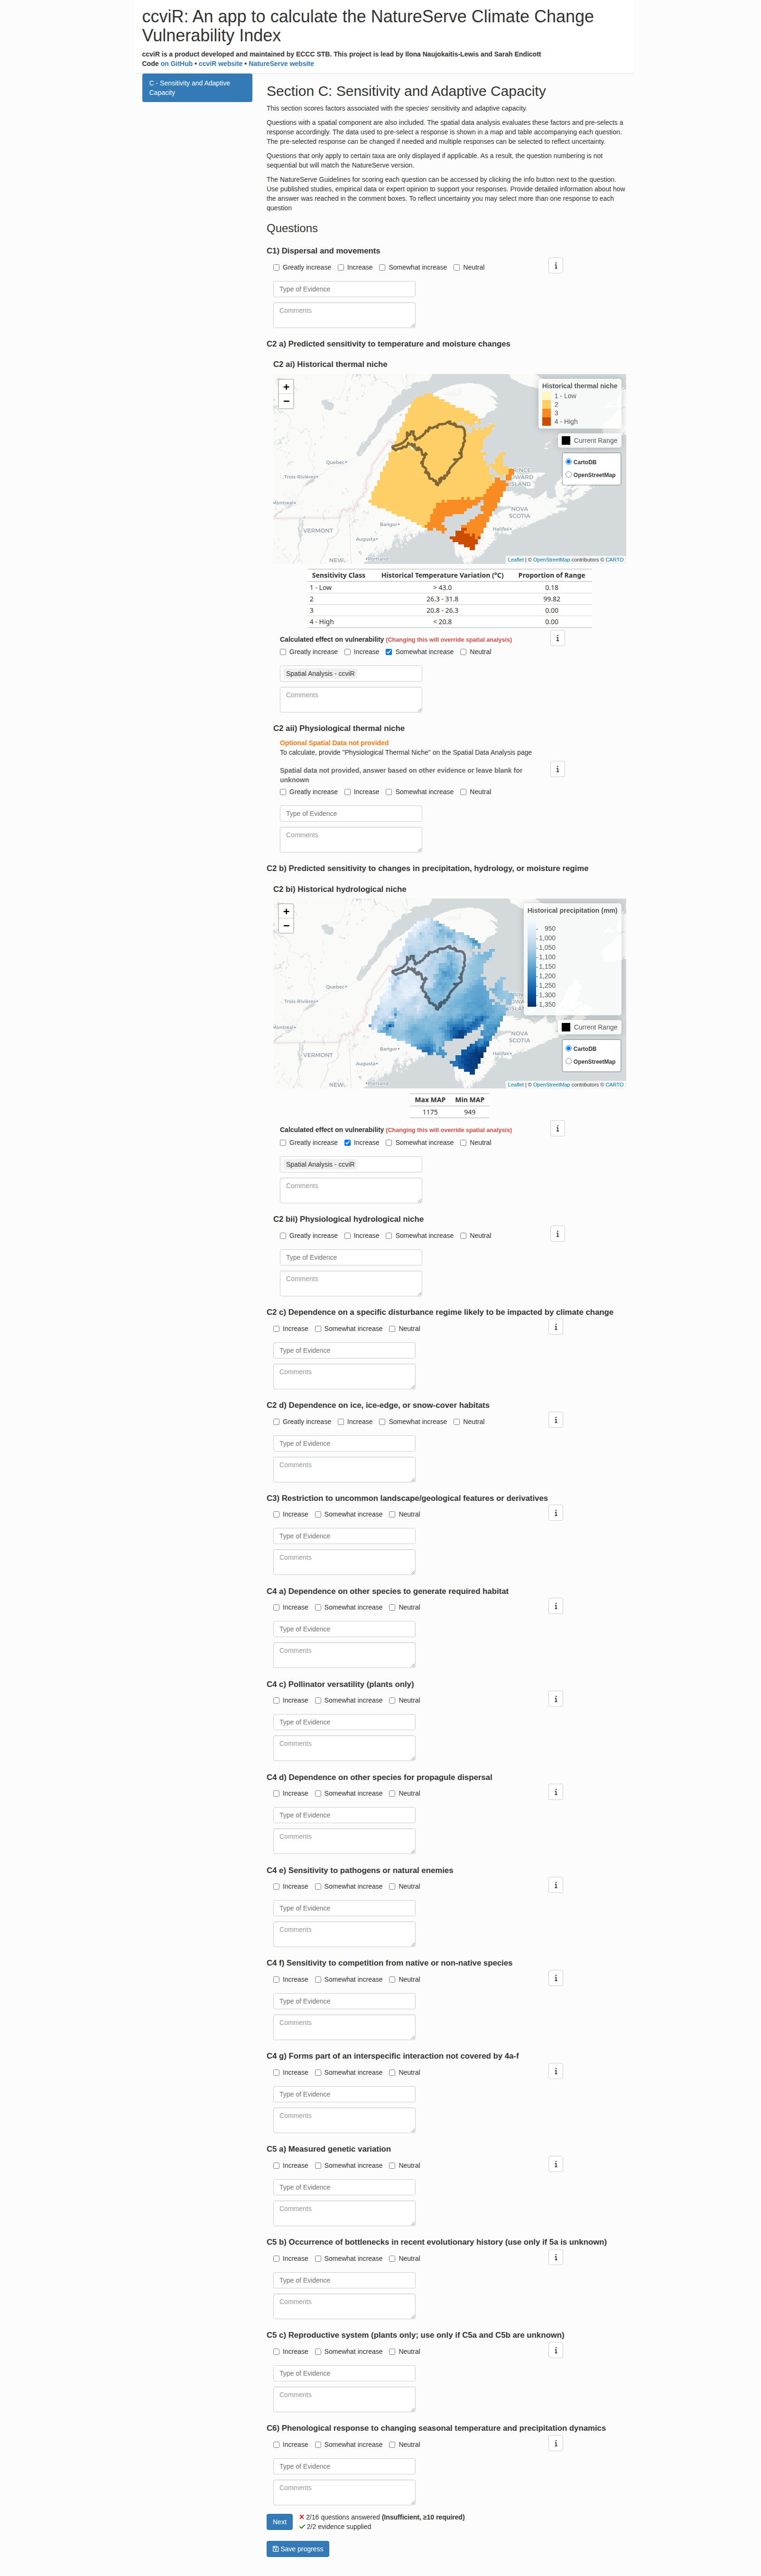 ccviR: An app to calculate the NatureServe Climate Change
Vulnerability Index
ccviR is a product developed and maintained by ECCC STB. This project is lead by Ilona Naujokaitis-Lewis and Sarah Endicott
Code on GitHub • ccviR website • NatureServe website
C - Sensitivity and Adaptive
Capacity
Section C: Sensitivity and Adaptive Capacity
This section scores factors associated with the species' sensitivity and adaptive capacity.
Questions with a spatial component are also included. The spatial data analysis evaluates these factors and pre-selects a
response accordingly. The data used to pre-select a response is shown in a map and table accompanying each question.
The pre-selected response can be changed if needed and multiple responses can be selected to reflect uncertainty.
Questions that only apply to certain taxa are only displayed if applicable. As a result, the question numbering is not
sequential but will match the NatureServe version.
The NatureServe Guidelines for scoring each question can be accessed by clicking the info button next to the question.
Use published studies, empirical data or expert opinion to support your responses. Provide detailed information about how
the answer was reached in the comment boxes. To reflect uncertainty you may select more than one response to each
question
Questions
C1) Dispersal and movements
Greatly increase Increase Somewhat increase Neutral
Type of Evidence
Comments
C2 a) Predicted sensitivity to temperature and moisture changes
C2 ai) Historical thermal niche
+
−
Historical thermal niche
1 - Low
2
3
4 - High
Current Range
CartoDB
OpenStreetMap
Quebec
Trois-Rivières
Montreal
VERMONT
Bangor
Augusta
Portland
NEW
NOVA
SCOTIA
Halifax
ISLAND
Leaflet | © OpenStreetMap contributors © CARTO
Sensitivity Class Historical Temperature Variation (°C) Proportion of Range
1 - Low > 43.0 0.18
2 26.3 - 31.8 99.82
3 20.8 - 26.3 0.00
4 - High < 20.8 0.00
Calculated effect on vulnerability (Changing this will override spatial analysis)
Greatly increase Increase Somewhat increase Neutral
Spatial Analysis - ccviR
Comments
C2 aii) Physiological thermal niche
Optional Spatial Data not provided
To calculate, provide "Physiological Thermal Niche" on the Spatial Data Analysis page
Spatial data not provided, answer based on other evidence or leave blank for
unknown
Greatly increase Increase Somewhat increase Neutral
Type of Evidence
Comments
C2 b) Predicted sensitivity to changes in precipitation, hydrology, or moisture regime
C2 bi) Historical hydrological niche
+
−
Historical precipitation (mm)
950
1,000
1,050
1,100
1,150
1,200
1,250
1,300
1,350
Current Range
CartoDB
OpenStreetMap
Quebec
Trois-Rivières
Montreal
VERMONT
Bangor
Augusta
Portland
NEW
NOVA
SCOTIA
Halifax
Leaflet | © OpenStreetMap contributors © CARTO
Max MAP Min MAP
1175 949
Calculated effect on vulnerability (Changing this will override spatial analysis)
Greatly increase Increase Somewhat increase Neutral
Spatial Analysis - ccviR
Comments
C2 bii) Physiological hydrological niche
Greatly increase Increase Somewhat increase Neutral
Type of Evidence
Comments
C2 c) Dependence on a specific disturbance regime likely to be impacted by climate change
Increase Somewhat increase Neutral
Type of Evidence
Comments
C2 d) Dependence on ice, ice-edge, or snow-cover habitats
Greatly increase Increase Somewhat increase Neutral
Type of Evidence
Comments
C3) Restriction to uncommon landscape/geological features or derivatives
Increase Somewhat increase Neutral
Type of Evidence
Comments
C4 a) Dependence on other species to generate required habitat
Increase Somewhat increase Neutral
Type of Evidence
Comments
C4 c) Pollinator versatility (plants only)
Increase Somewhat increase Neutral
Type of Evidence
Comments
C4 d) Dependence on other species for propagule dispersal
Increase Somewhat increase Neutral
Type of Evidence
Comments
C4 e) Sensitivity to pathogens or natural enemies
Increase Somewhat increase Neutral
Type of Evidence
Comments
C4 f) Sensitivity to competition from native or non-native species
Increase Somewhat increase Neutral
Type of Evidence
Comments
C4 g) Forms part of an interspecific interaction not covered by 4a-f
Increase Somewhat increase Neutral
Type of Evidence
Comments
C5 a) Measured genetic variation
Increase Somewhat increase Neutral
Type of Evidence
Comments
C5 b) Occurrence of bottlenecks in recent evolutionary history (use only if 5a is unknown)
Increase Somewhat increase Neutral
Type of Evidence
Comments
C5 c) Reproductive system (plants only; use only if C5a and C5b are unknown)
Increase Somewhat increase Neutral
Type of Evidence
Comments
C6) Phenological response to changing seasonal temperature and precipitation dynamics
Increase Somewhat increase Neutral
Type of Evidence
Comments
Next
2/16 questions answered (Insufficient, ≥10 required)
2/2 evidence supplied
Save progress